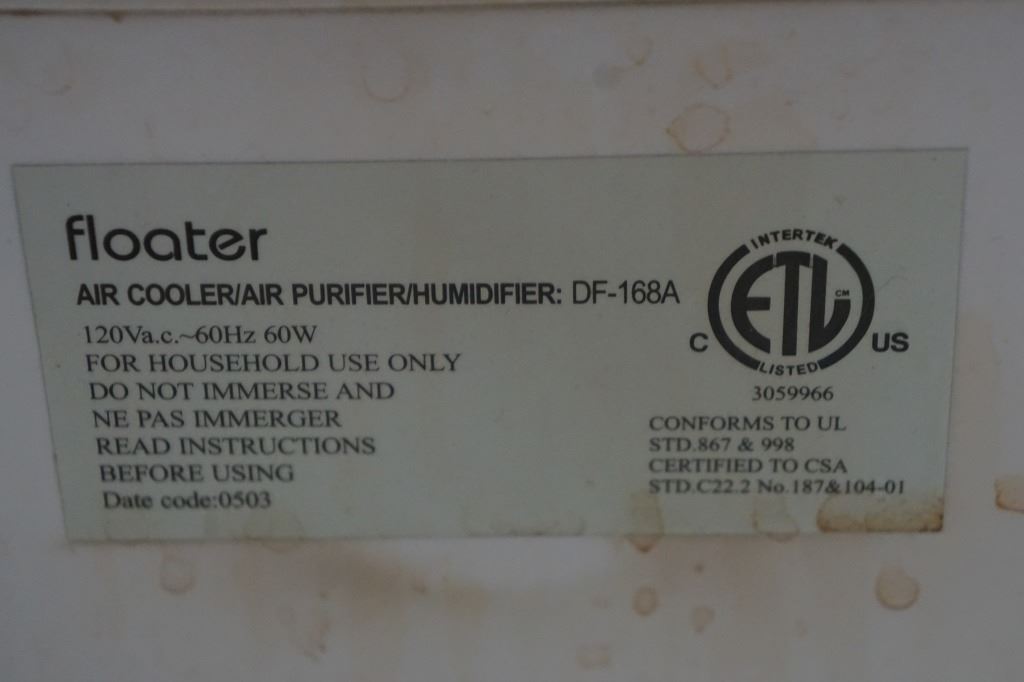 floater
AIR COOLER/AIR PURIFIER/HUMIDIFIER: DF-168A
120Va.c.~60Hz 60W
FOR HOUSEHOLD USE ONLY
DO NOT IMMERSE AND
NE PAS IMMERGER
READ INSTRUCTIONS
BEFORE USING
Date code:0503
INTERTEK
ETL CM
C US
LISTED
3059966
CONFORMS TO UL
STD.867 & 998
CERTIFIED TO CSA
STD.C22.2 No.187&104-01